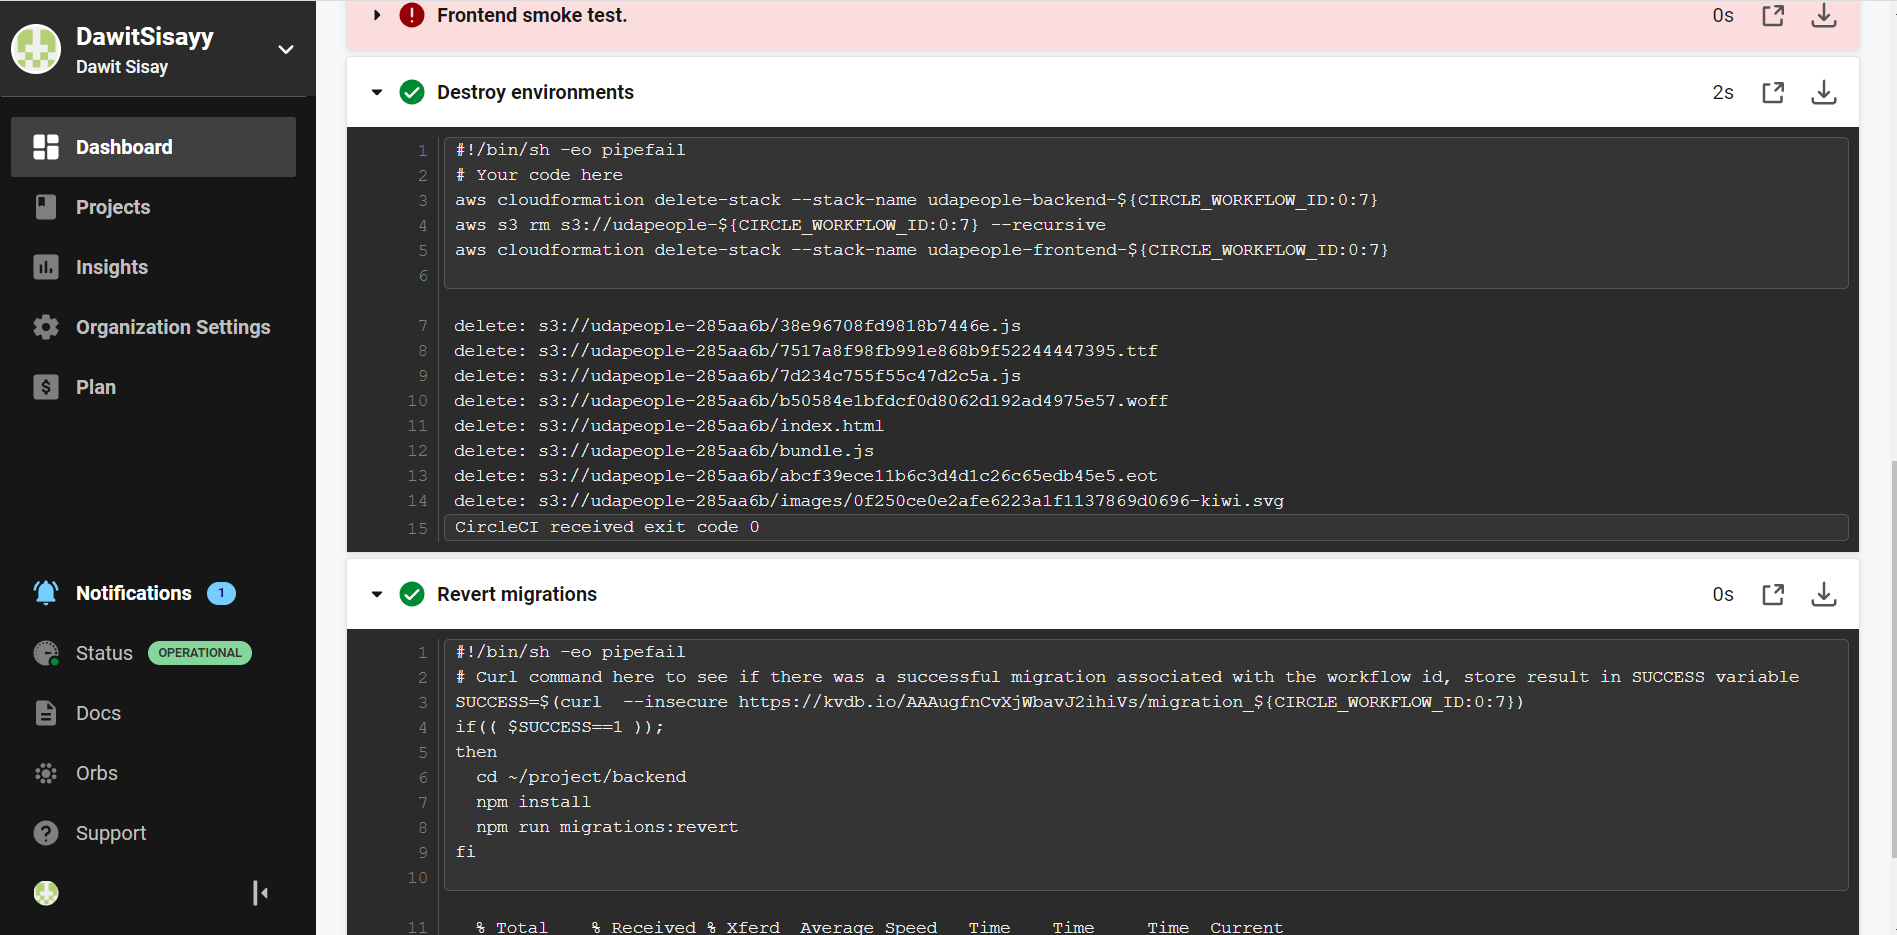 DawitSisayy
Dawit Sisay
Dashboard
Projects
Insights
Organization Settings
Plan
Notifications 1
Status OPERATIONAL
Docs
Orbs
Support
Frontend smoke test. 0s
Destroy environments 2s
1 #!/bin/sh -eo pipefail
2 # Your code here
3 aws cloudformation delete-stack --stack-name udapeople-backend-${CIRCLE_WORKFLOW_ID:0:7}
4 aws s3 rm s3://udapeople-${CIRCLE_WORKFLOW_ID:0:7} --recursive
5 aws cloudformation delete-stack --stack-name udapeople-frontend-${CIRCLE_WORKFLOW_ID:0:7}
6
7 delete: s3://udapeople-285aa6b/38e96708fd9818b7446e.js
8 delete: s3://udapeople-285aa6b/7517a8f98fb991e868b9f52244447395.ttf
9 delete: s3://udapeople-285aa6b/7d234c755f55c47d2c5a.js
10 delete: s3://udapeople-285aa6b/b50584e1bfdcf0d8062d192ad4975e57.woff
11 delete: s3://udapeople-285aa6b/index.html
12 delete: s3://udapeople-285aa6b/bundle.js
13 delete: s3://udapeople-285aa6b/abcf39ece11b6c3d4d1c26c65edb45e5.eot
14 delete: s3://udapeople-285aa6b/images/0f250ce0e2afe6223a1f1137869d0696-kiwi.svg
15 CircleCI received exit code 0
Revert migrations 0s
1 #!/bin/sh -eo pipefail
2 # Curl command here to see if there was a successful migration associated with the workflow id, store result in SUCCESS variable
3 SUCCESS=$(curl  --insecure https://kvdb.io/AAAugfnCvXjWbavJ2ihiVs/migration_${CIRCLE_WORKFLOW_ID:0:7})
4 if(( $SUCCESS==1 ));
5 then
6   cd ~/project/backend
7   npm install
8   npm run migrations:revert
9 fi
10
11   % Total    % Received % Xferd  Average Speed   Time    Time     Time  Current